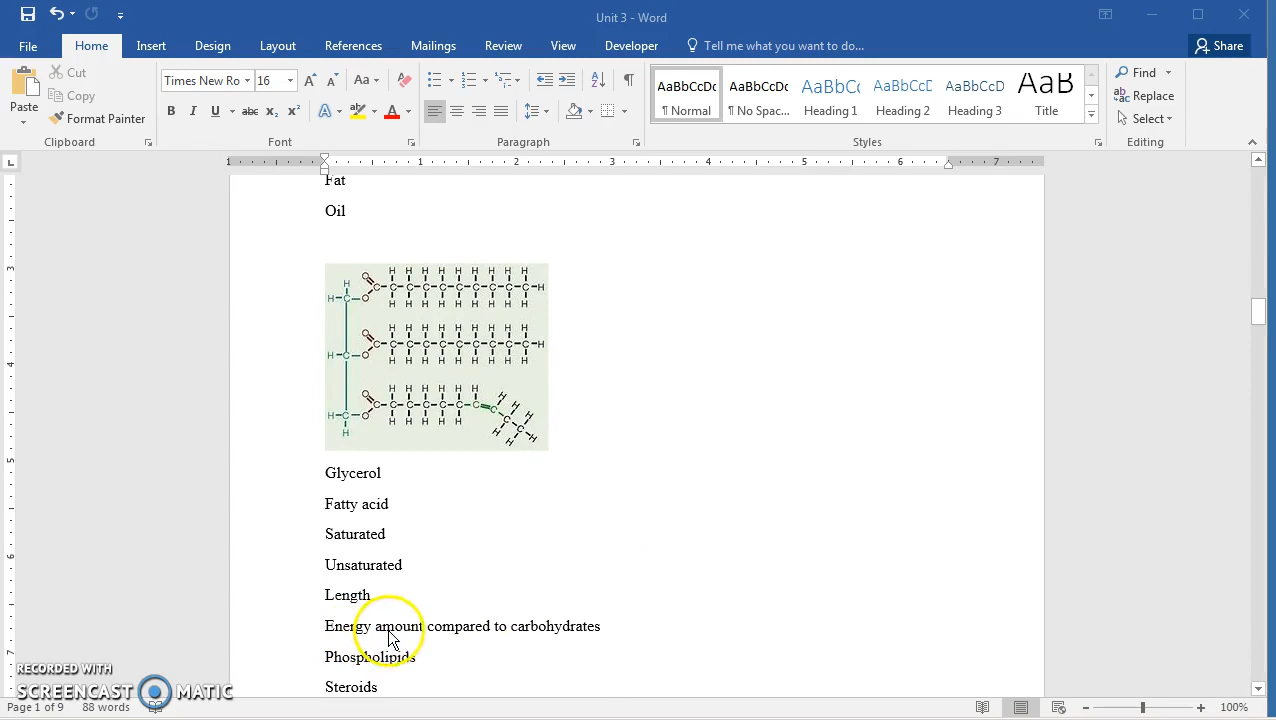 Unit 3 - Word
File Home Insert Design Layout References Mailings Review View Developer Tell me what you want to do... Share
Cut
Copy
Format Painter
Paste
Clipboard
Times New Ro 16
Font
Paragraph
AaBbCcDc AaBbCcDc AaBbC AaBbCcC AaBbCcD AaB
¶ Normal ¶ No Spac... Heading 1 Heading 2 Heading 3 Title
Styles
Find
Replace
Select
Editing
Fat
Oil
Glycerol
Fatty acid
Saturated
Unsaturated
Length
Energy amount compared to carbohydrates
Phospholipids
Steroids
RECORDED WITH
SCREENCAST MATIC
Page 1 of 9 88 words
100%